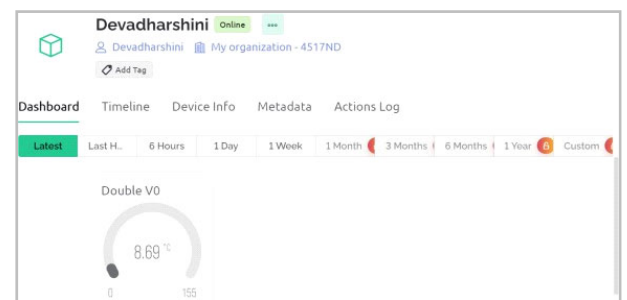 Devadharshini Online ...
Devadharshini My organization - 4517ND
Add Tag
Dashboard Timeline Device Info Metadata Actions Log
Latest Last H... 6 Hours 1 Day 1 Week 1 Month 3 Months 6 Months 1 Year 6 Custom
Double V0
8.69 °C
0 155